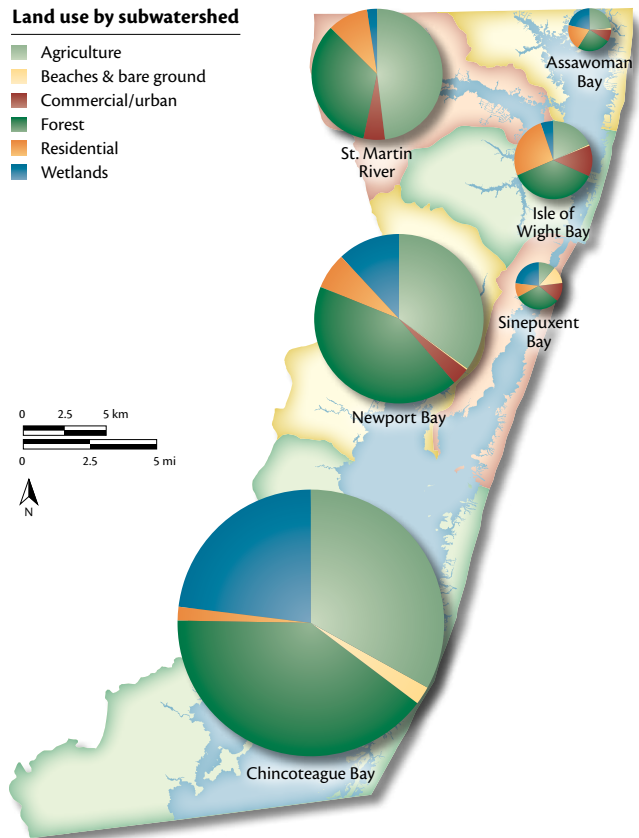 Land use by subwatershed
Agriculture
Beaches & bare ground
Commercial/urban
Forest
Residential
Wetlands
Assawoman
Bay
St. Martin
River
Isle of
Wight Bay
Sinepuxent
Bay
Newport Bay
0 2.5 5 km
0 2.5 5 mi
N
Chincoteague Bay